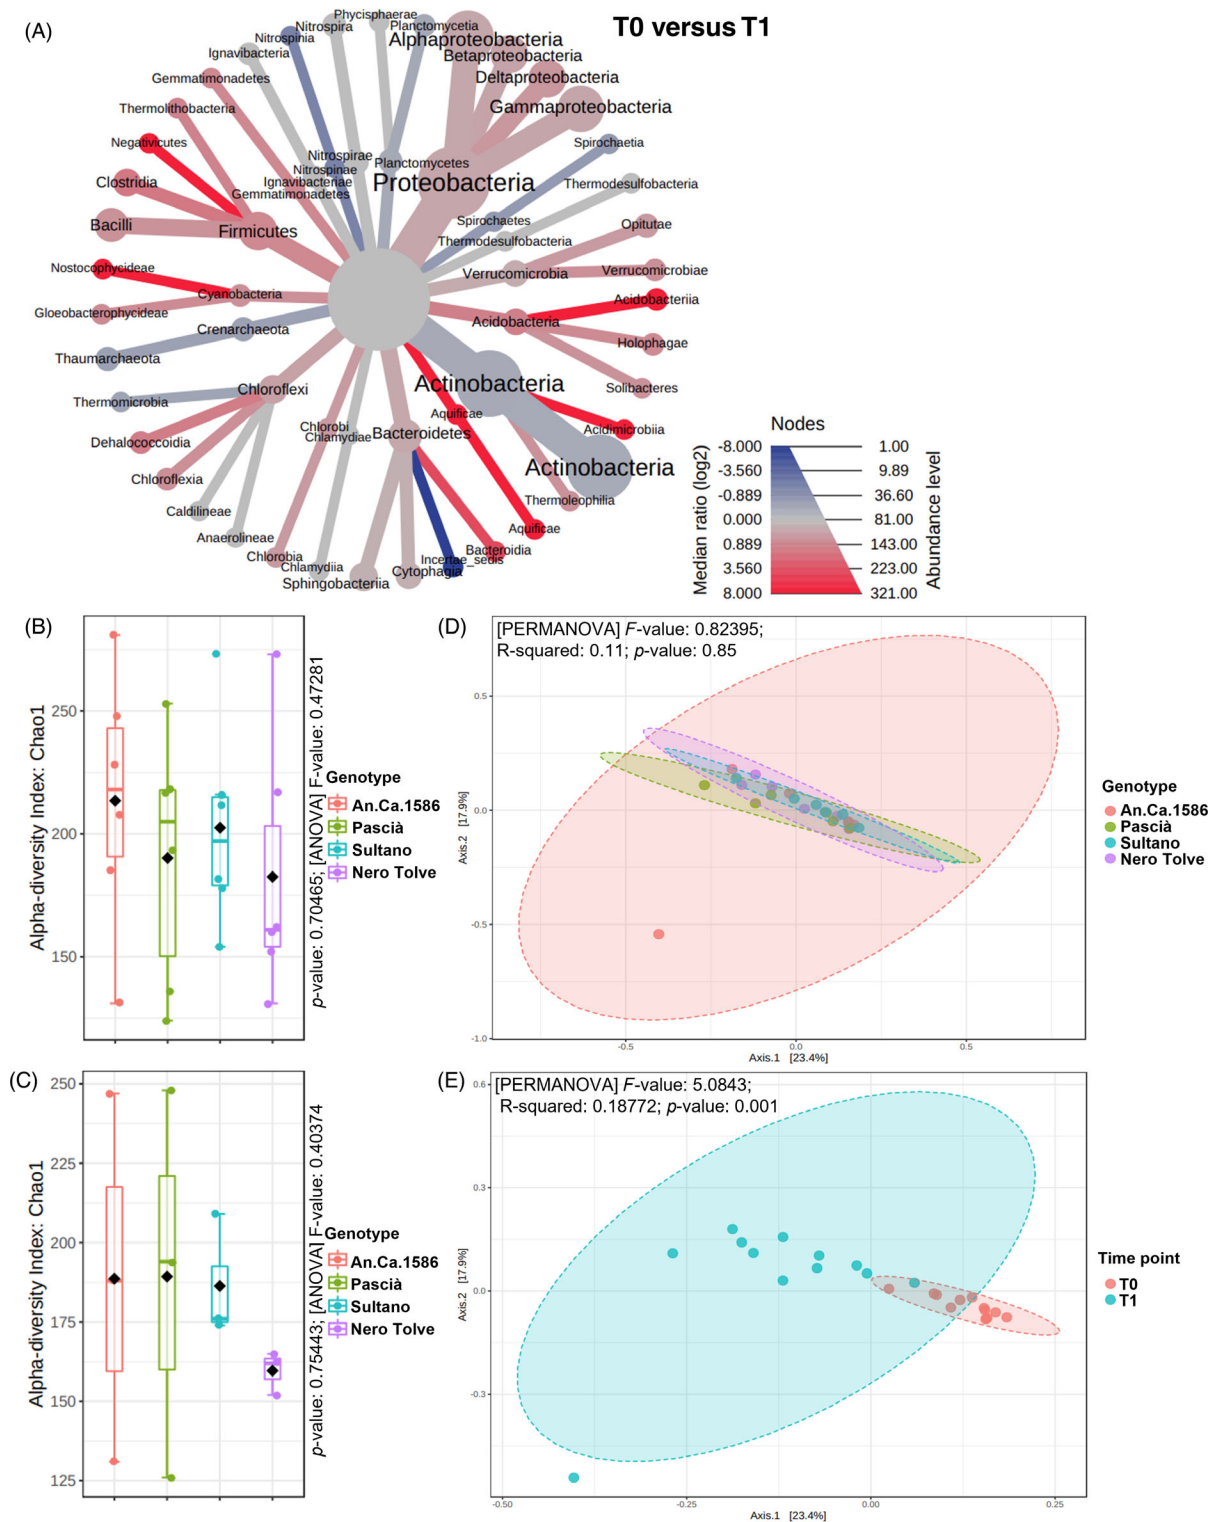 (A)
T0 versus T1
Phycisphaerae
Nitrospira
Planctomycetia
Nitrospinia
Alphaproteobacteria
Ignavibacteria
Betaproteobacteria
Gemmatimonadetes
Deltaproteobacteria
Thermolithobacteria
Gammaproteobacteria
Negativicutes
Spirochaetia
Nitrospirae
Planctomycetes
Nitrospinae
Clostridia
Ignavibacteriae
Proteobacteria
Thermodesulfobacteria
Gemmatimonadetes
Bacilli
Firmicutes
Spirochaetes
Opitutae
Thermodesulfobacteria
Nostocophycideae
Verrucomicrobia
Verrucomicrobiae
Cyanobacteria
Acidobacteriia
Gloeobacterophycideae
Crenarchaeota
Acidobacteria
Holophagae
Thaumarchaeota
Actinobacteria
Solibacteres
Thermomicrobia
Chloroflexi
Aquificae
Chlorobi
Chlamydiae
Bacteroidetes
Acidimicrobiia
Dehalococcoidia
Actinobacteria
Chloroflexia
Thermoleophilia
Caldilineae
Anaerolineae
Aquificae
Chlorobia
Bacteroidia
Chlamydiia
Incertae_sedis
Sphingobacteriia
Cytophagia
Nodes
Median ratio (log2)
-8.000
-3.560
-0.889
0.000
0.889
3.560
8.000
1.00
9.89
36.60
81.00
143.00
223.00
321.00
Abundance level
(B)
Alpha-diversity Index: Chao1
250
200
150
p-value: 0.70465; [ANOVA] F-value: 0.47281
Genotype
An.Ca.1586
Pascià
Sultano
Nero Tolve
(D)
[PERMANOVA] F-value: 0.82395;
R-squared: 0.11; p-value: 0.85
Axis.2 [17.9%]
0.5
0.0
-0.5
-1.0
-0.5
0.0
0.5
Axis.1 [23.4%]
Genotype
An.Ca.1586
Pascià
Sultano
Nero Tolve
(C)
Alpha-diversity Index: Chao1
250
225
200
175
150
125
p-value: 0.75443; [ANOVA] F-value: 0.40374
Genotype
An.Ca.1586
Pascià
Sultano
Nero Tolve
(E)
[PERMANOVA] F-value: 5.0843;
R-squared: 0.18772; p-value: 0.001
Axis.2 [17.9%]
0.6
0.3
0.0
-0.3
-0.50
-0.25
0.00
0.25
Axis.1 [23.4%]
Time point
T0
T1